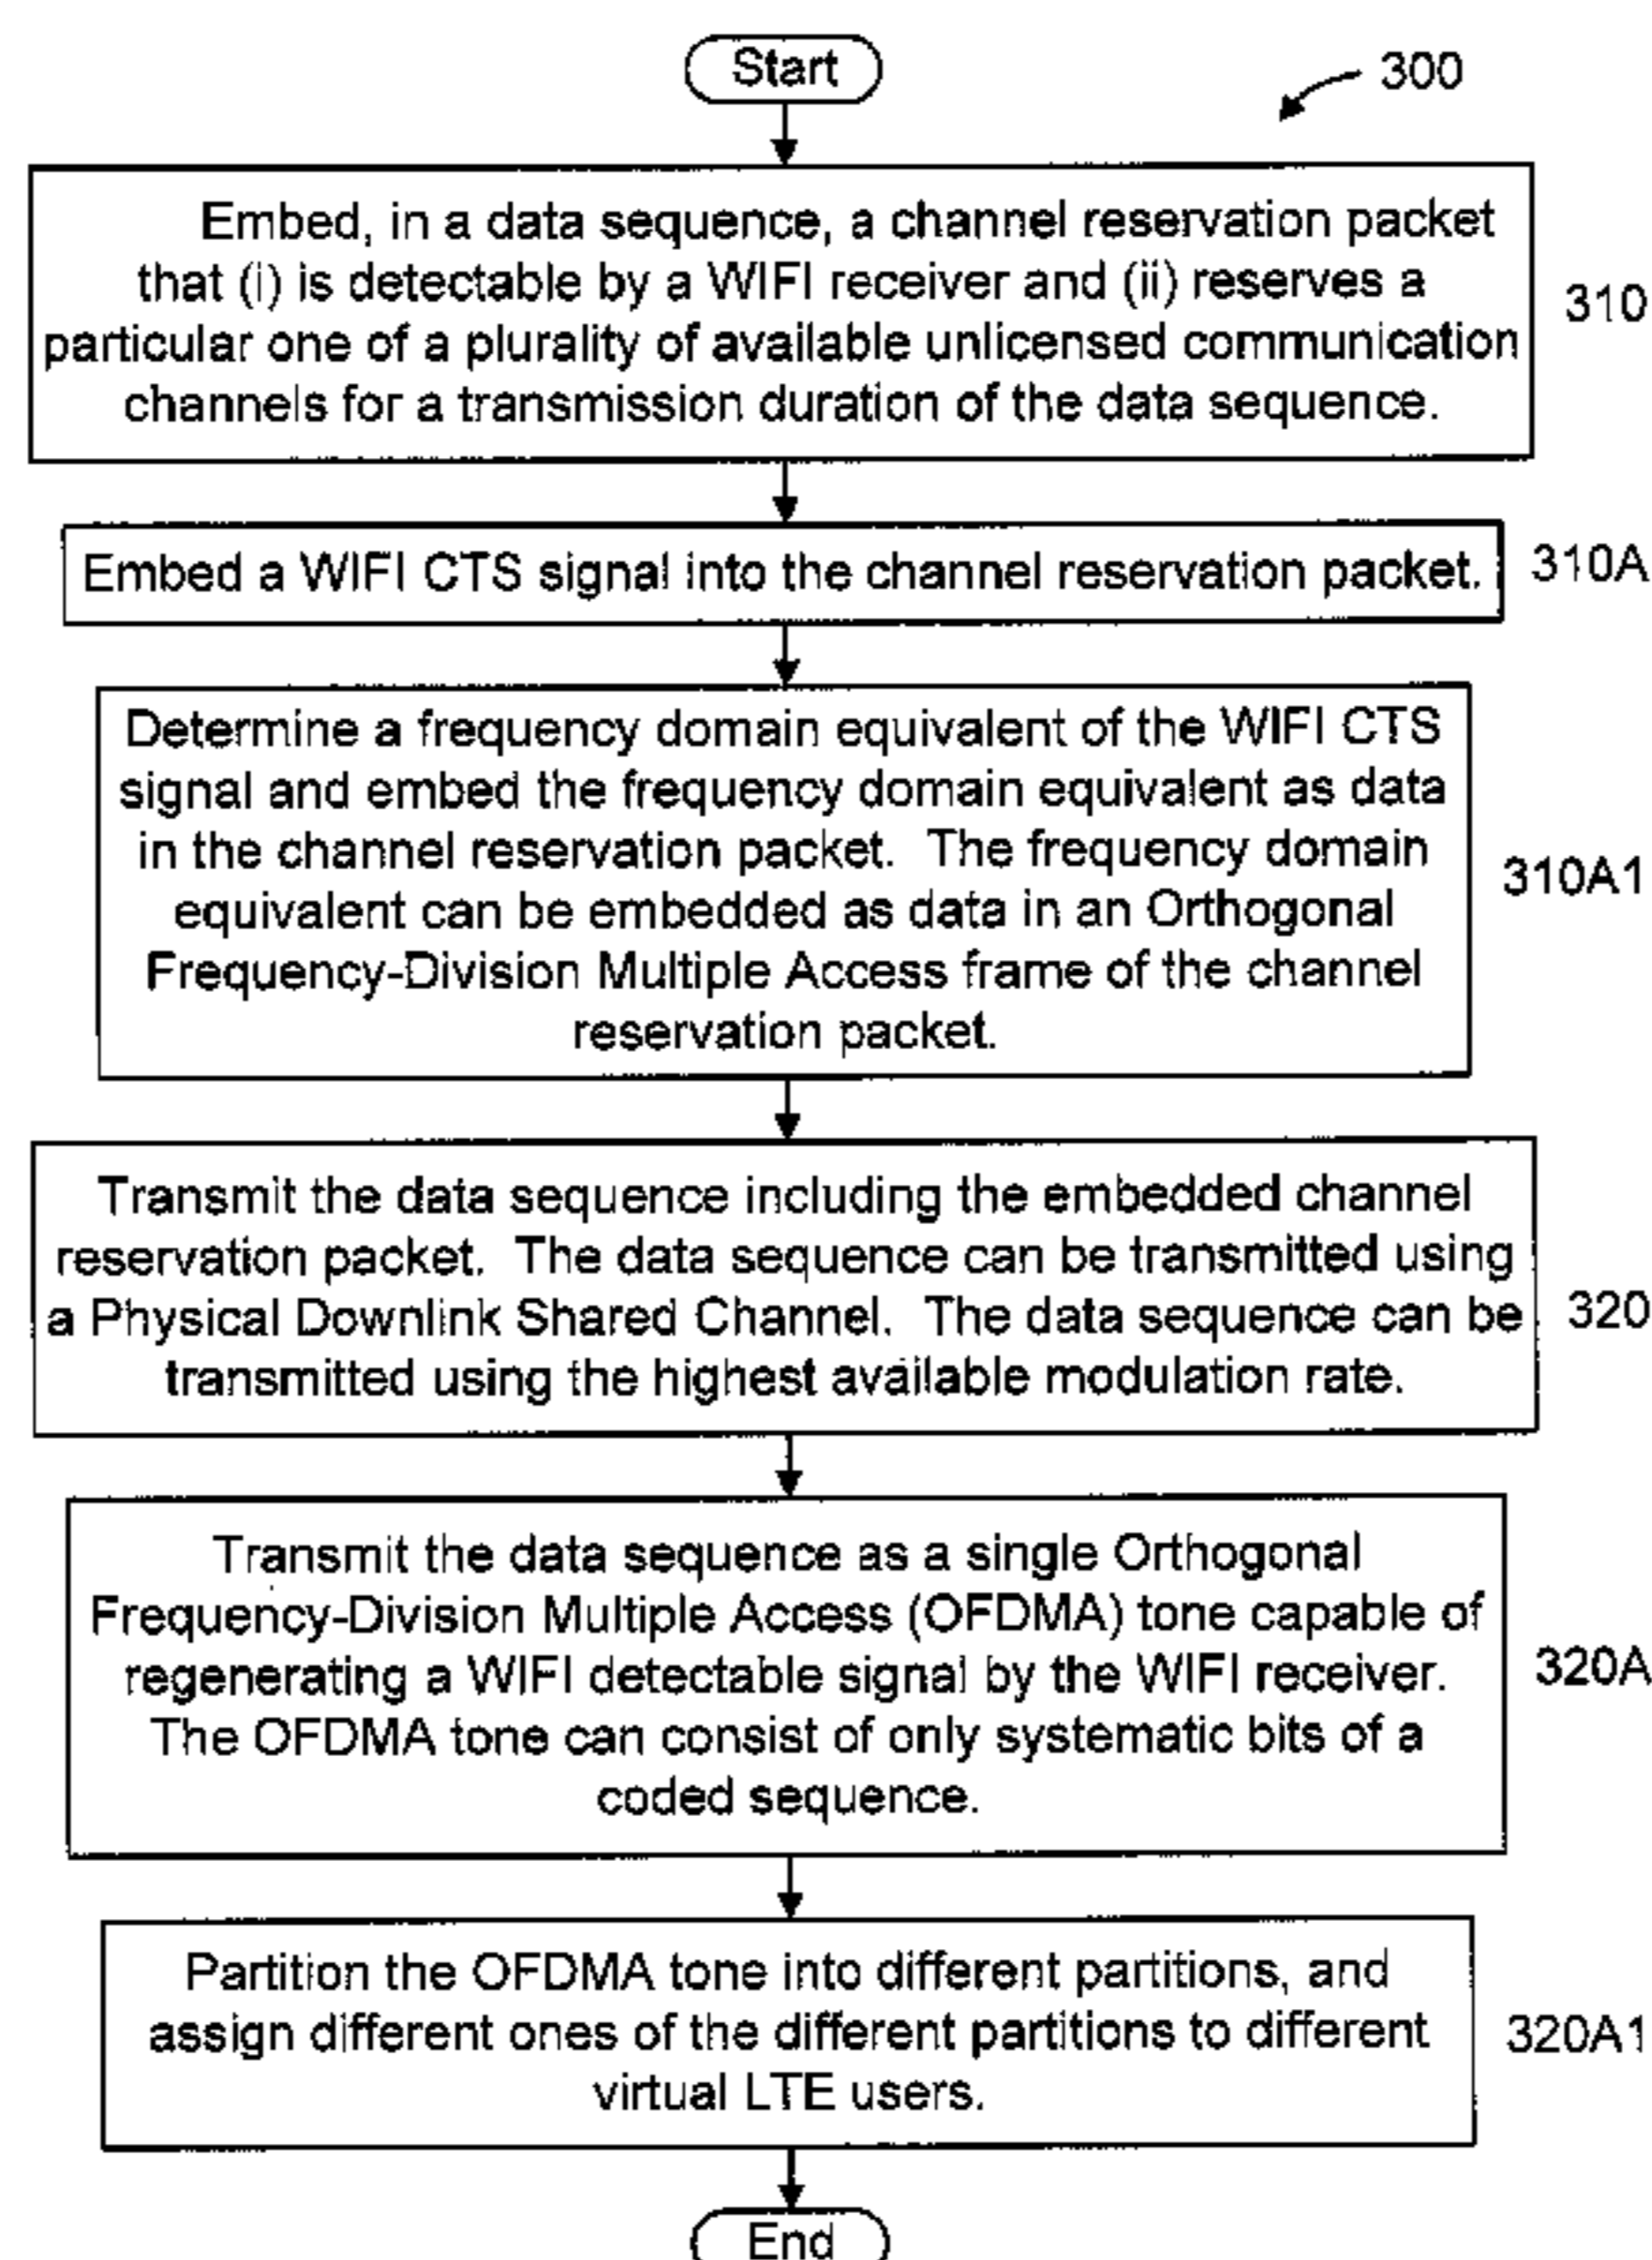 Start
300
Embed, in a data sequence, a channel reservation packet
that (i) is detectable by a WIFI receiver and (ii) reserves a
particular one of a plurality of available unlicensed communication
channels for a transmission duration of the data sequence.
310
Embed a WIFI CTS signal into the channel reservation packet.
310A
Determine a frequency domain equivalent of the WIFI CTS
signal and embed the frequency domain equivalent as data
in the channel reservation packet. The frequency domain
equivalent can be embedded as data in an Orthogonal
Frequency-Division Multiple Access frame of the channel
reservation packet.
310A1
Transmit the data sequence including the embedded channel
reservation packet. The data sequence can be transmitted using
a Physical Downlink Shared Channel. The data sequence can be
transmitted using the highest available modulation rate.
320
Transmit the data sequence as a single Orthogonal
Frequency-Division Multiple Access (OFDMA) tone capable of
regenerating a WIFI detectable signal by the WIFI receiver.
The OFDMA tone can consist of only systematic bits of a
coded sequence.
320A
Partition the OFDMA tone into different partitions, and
assign different ones of the different partitions to different
virtual LTE users.
320A1
End